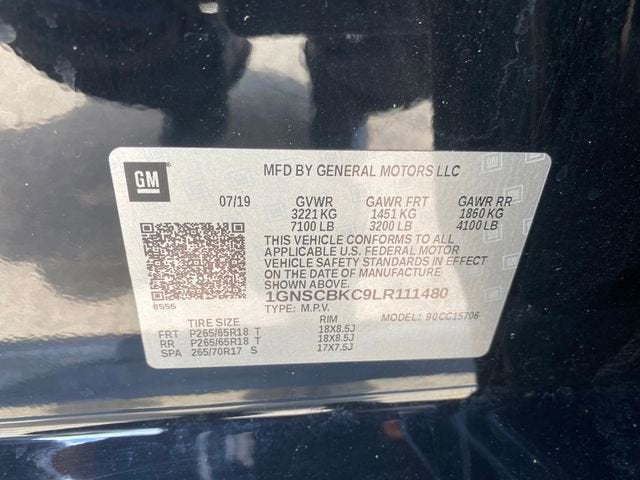 GM
MFD BY GENERAL MOTORS LLC
07/19 GVWR GAWR FRT GAWR RR
3221 KG 1451 KG 1860 KG
7100 LB 3200 LB 4100 LB
THIS VEHICLE CONFORMS TO ALL
APPLICABLE U.S. FEDERAL MOTOR
VEHICLE SAFETY STANDARDS IN EFFECT
ON THE DATE OF MANUFACTURE
SHOWN ABOVE.
8555
1GNSCBKC9LR111480
TYPE: M.P.V. MODEL: 90CC15706
TIRE SIZE RIM
FRT P265/65R18 T 18X8.5J
RR P265/65R18 T 18X8.5J
SPA 265/70R17 S 17X7.5J